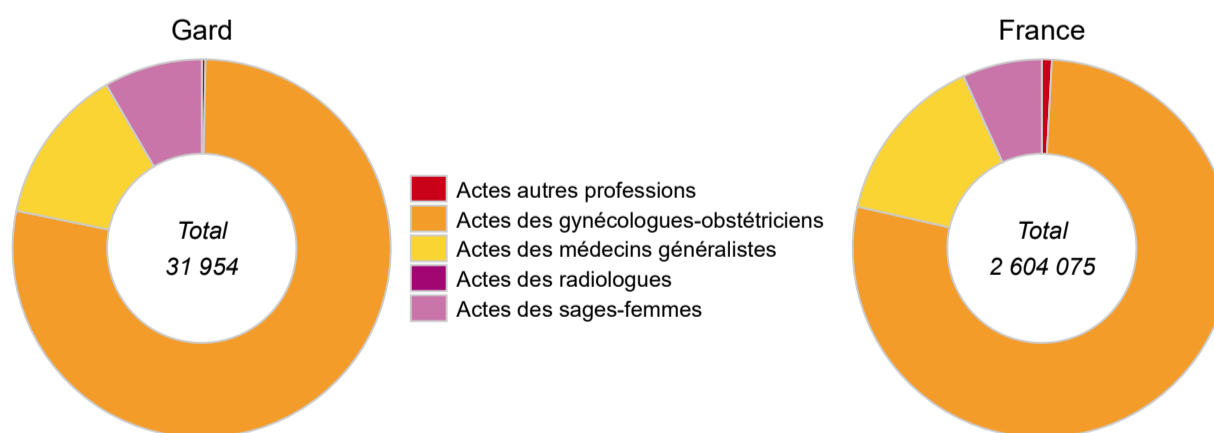 Gard
Total
31 954
Actes autres professions
Actes des gynécologues-obstétriciens
Actes des médecins généralistes
Actes des radiologues
Actes des sages-femmes
France
Total
2 604 075